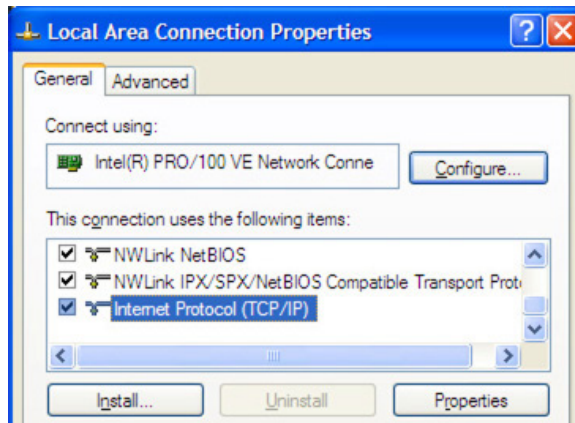 Local Area Connection Properties
General Advanced
Connect using:
Intel(R) PRO/100 VE Network Conne
Configure...
This connection uses the following items:
NWLink NetBIOS
NWLink IPX/SPX/NetBIOS Compatible Transport Proto
Internet Protocol (TCP/IP)
Install... Uninstall Properties